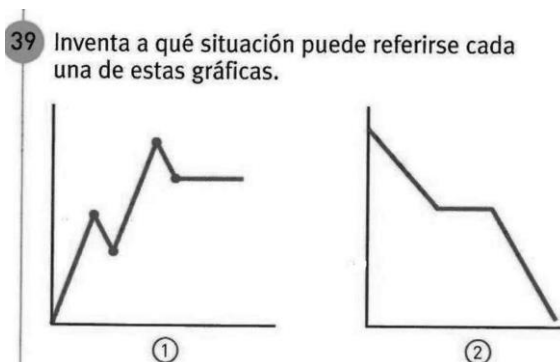 39 Inventa a qué situación puede referirse cada
una de estas gráficas.
1
2